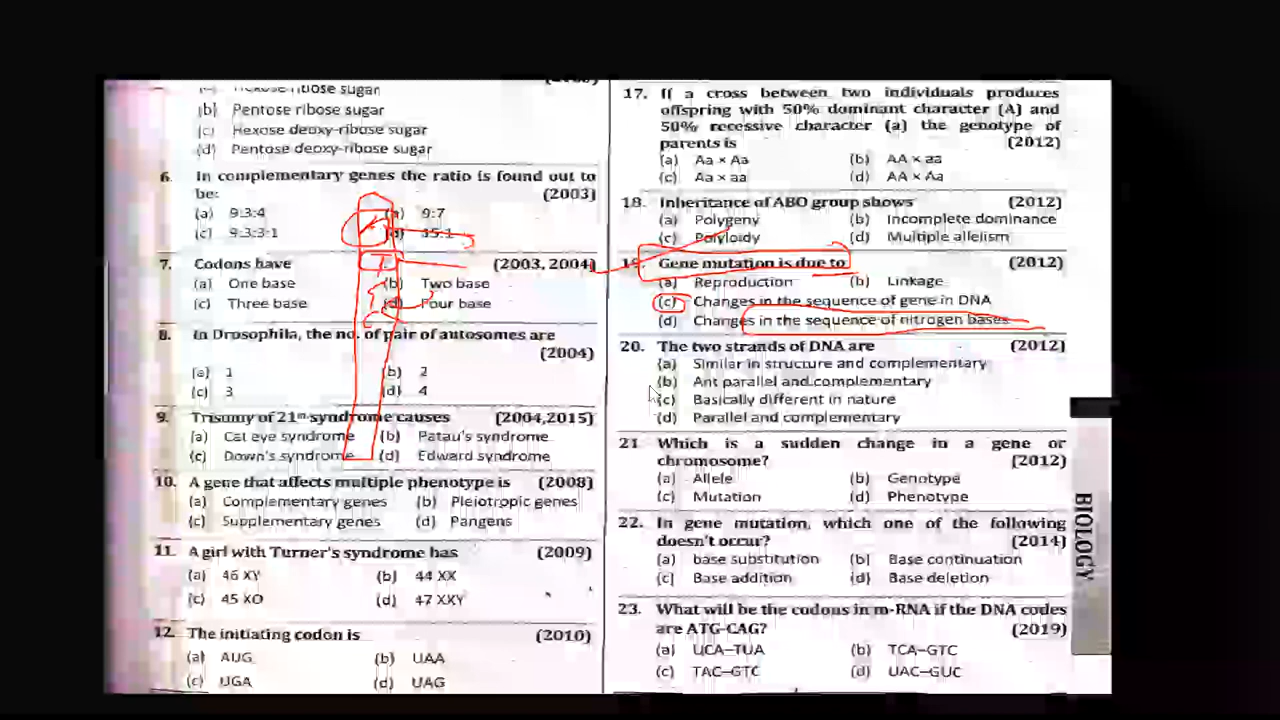 ribose sugar
(b) Pentose ribose sugar
(c) Hexose deoxy-ribose sugar
(d) Pentose deoxy-ribose sugar
6. In complementary genes the ratio is found out to
be: (2003)
(a) 9:3:4 9:7
(c) 9:3:3:1 (d) 15:1
7. Codons have (2003, 2004)
(a) One base (b) Two base
(c) Three base (d) Four base
8. In Drosophila, the no. of pair of autosomes are
(2004)
(a) 1 (b) 2
(c) 3 (d) 4
9. Trisomy of 21st syndrome causes (2004,2015)
(a) Cat eye syndrome (b) Patau's syndrome
(c) Down's syndrome (d) Edward syndrome
10. A gene that affects multiple phenotype is (2008)
(a) Complementary genes (b) Pleiotropic genes
(c) Supplementary genes (d) Pangens
11. A girl with Turner's syndrome has (2009)
(a) 46 XY (b) 44 XX
(c) 45 XO (d) 47 XXY
12. The initiating codon is (2010)
(a) AUG (b) UAA
(c) UGA (d) UAG
17. If a cross between two individuals produces
offspring with 50% dominant character (A) and
50% recessive character (a) the genotype of
parents is (2012)
(a) Aa × Aa (b) AA × aa
(c) Aa × aa (d) AA × Aa
18. Inheritance of ABO group shows (2012)
(a) Polygeny (b) Incomplete dominance
(c) Polyloidy (d) Multiple allelism
19. Gene mutation is due to (2012)
(a) Reproduction (b) Linkage
(c) Changes in the sequence of gene in DNA
(d) Changes in the sequence of nitrogen bases
20. The two strands of DNA are (2012)
(a) Similar in structure and complementary
(b) Ant parallel and complementary
(c) Basically different in nature
(d) Parallel and complementary
21 Which is a sudden change in a gene or
chromosome? (2012)
(a) Allele (b) Genotype
(c) Mutation (d) Phenotype
22. In gene mutation, which one of the following
doesn't occur? (2014)
(a) base substitution (b) Base continuation
(c) Base addition (d) Base deletion
23. What will be the codons in m-RNA if the DNA codes
are ATG-CAG? (2019)
(a) UCA–TUA (b) TCA–GTC
(c) TAC–GTC (d) UAC–GUC
BIOLOGY